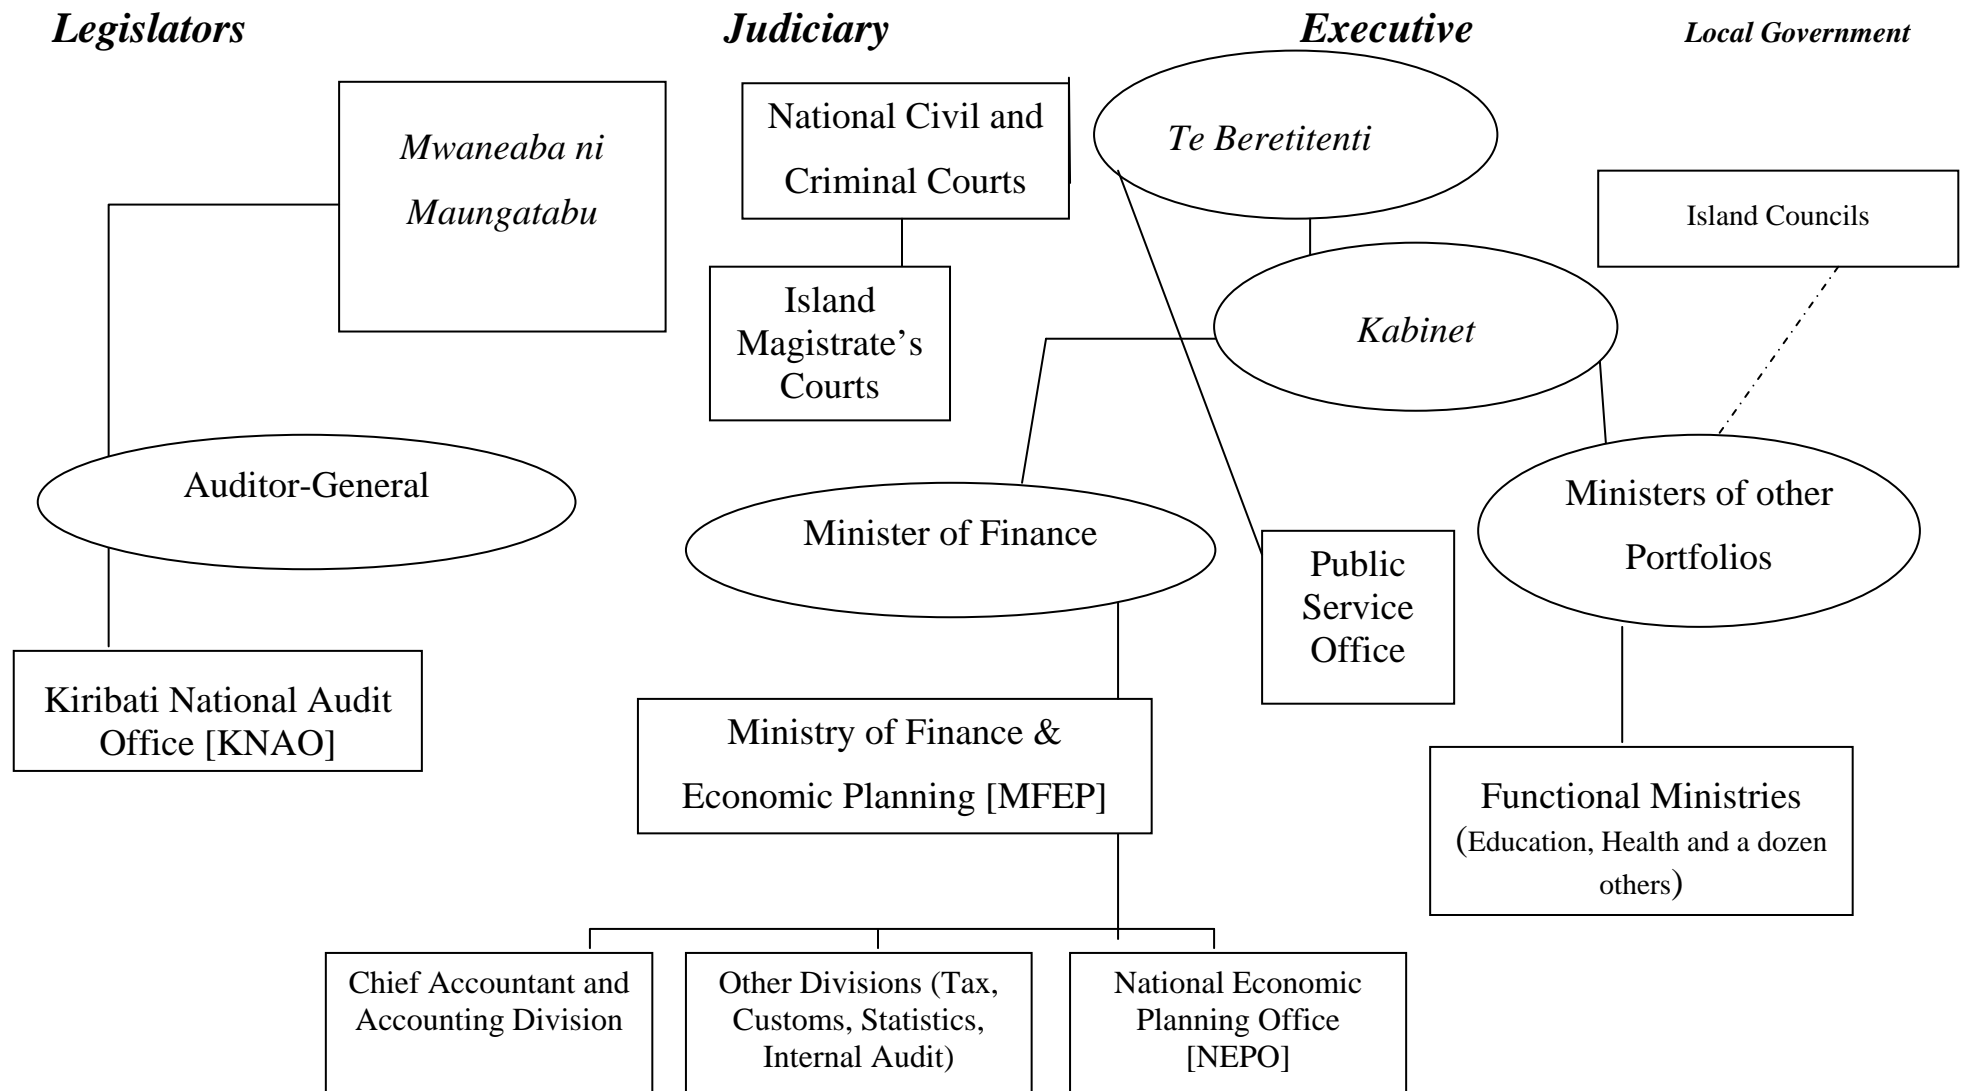 Legislators
Judiciary
Executive
Local Government
Mwaneaba ni
Maungatabu
National Civil and
Criminal Courts
Te Beretitenti
Island Councils
Island
Magistrate’s
Courts
Kabinet
Auditor-General
Minister of Finance
Public
Service
Office
Ministers of other
Portfolios
Kiribati National Audit
Office [KNAO]
Ministry of Finance &
Economic Planning [MFEP]
Functional Ministries
(Education, Health and a dozen
others)
Chief Accountant and
Accounting Division
Other Divisions (Tax,
Customs, Statistics,
Internal Audit)
National Economic
Planning Office
[NEPO]